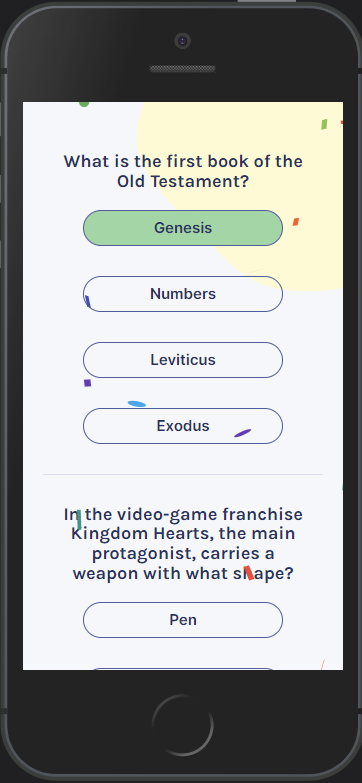 What is the first book of the
Old Testament?
Genesis
Numbers
Leviticus
Exodus
In the video-game franchise
Kingdom Hearts, the main
protagonist, carries a
weapon with what shape?
Pen